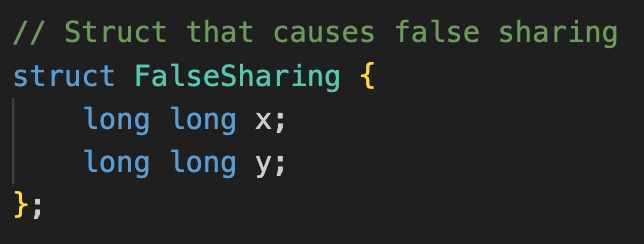 // Struct that causes false sharing
struct FalseSharing {
    long long x;
    long long y;
};